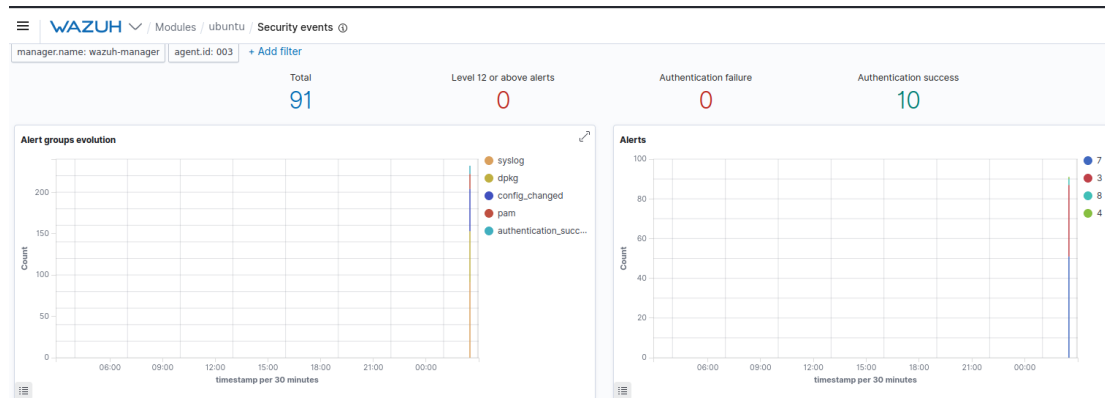 WAZUH / Modules / ubuntu / Security events
manager.name: wazuh-manager agent.id: 003 + Add filter
Total
91
Level 12 or above alerts
0
Authentication failure
0
Authentication success
10
Alert groups evolution
200
150
100
50
0
Count
06:00 09:00 12:00 15:00 18:00 21:00 00:00
timestamp per 30 minutes
syslog
dpkg
config_changed
pam
authentication_succ...
Alerts
100
80
60
40
20
0
Count
06:00 09:00 12:00 15:00 18:00 21:00 00:00
timestamp per 30 minutes
7
3
8
4